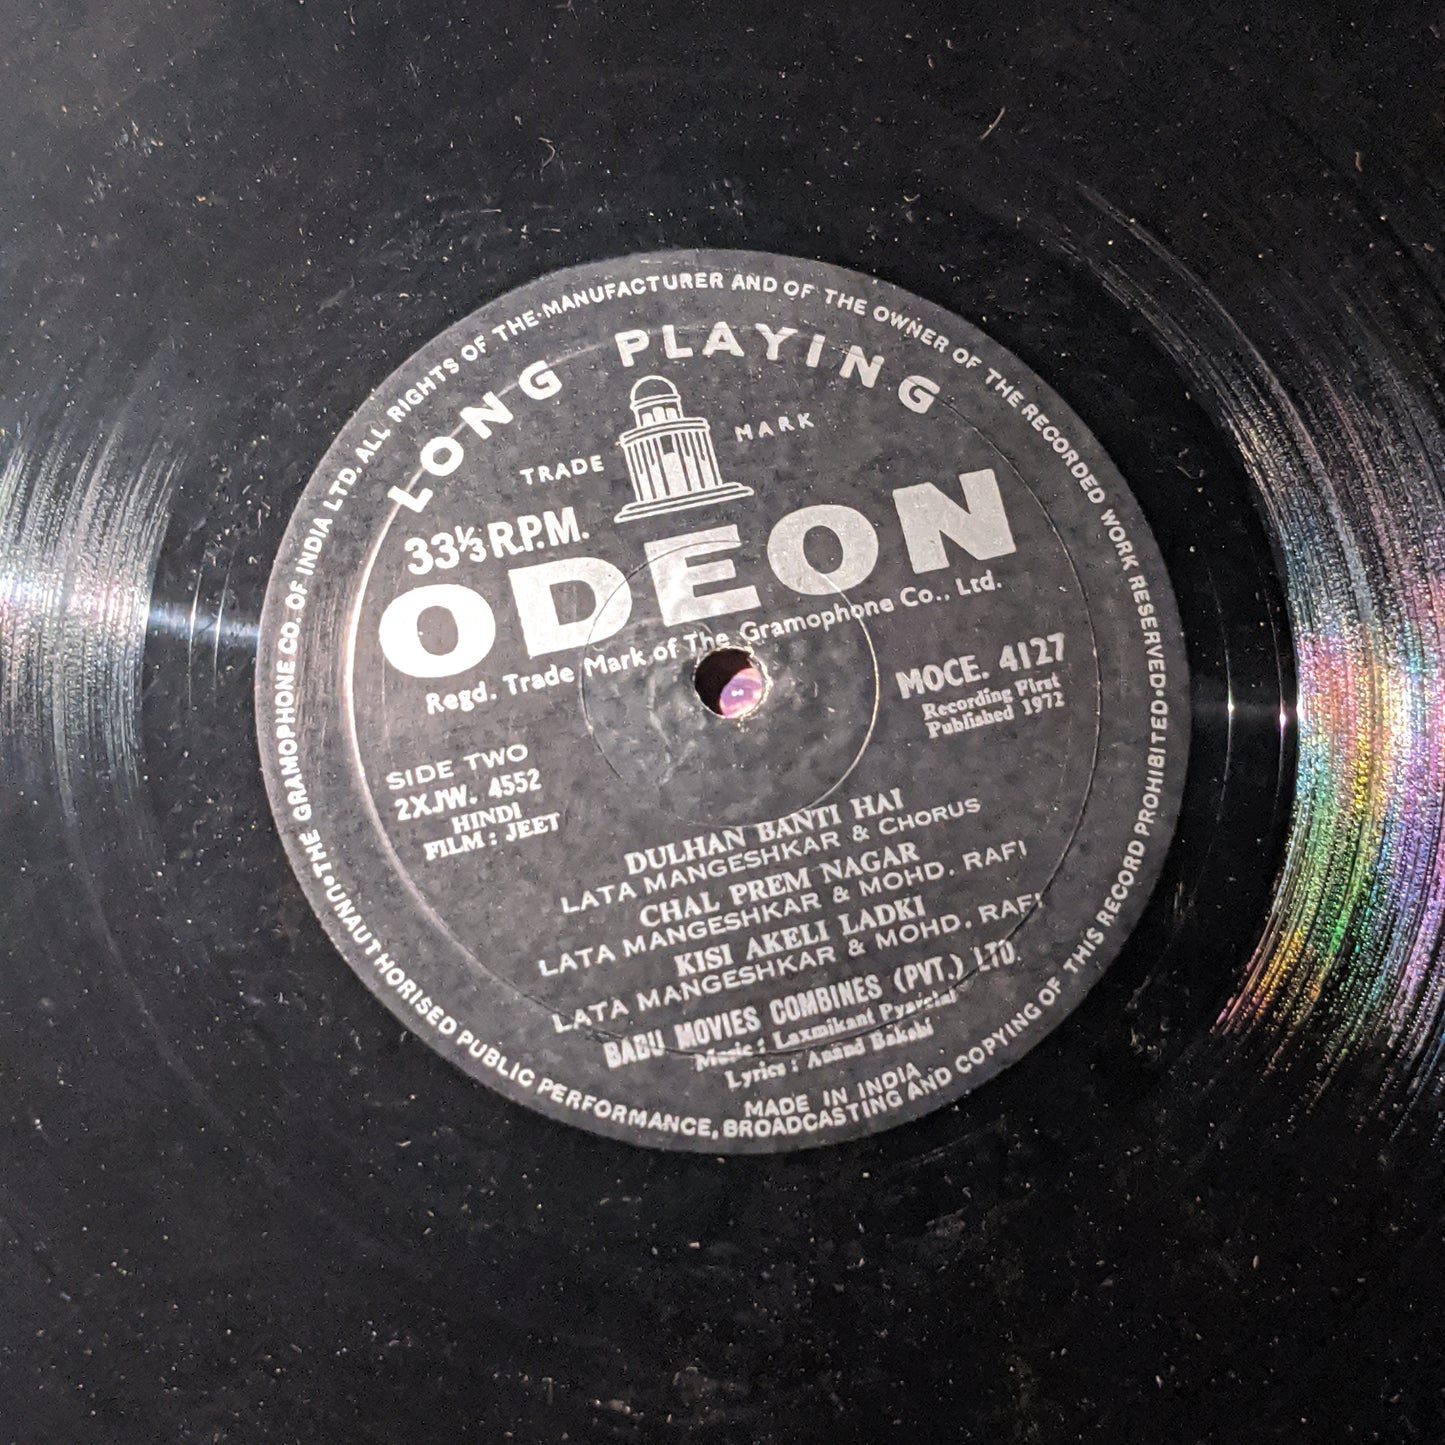 THE GRAMOPHONE CO. OF INDIA LTD. ALL RIGHTS OF THE·MANUFACTURER AND OF THE OWNER OF THE RECORDED WORK RESERVED·
UNAUTHORISED PUBLIC PERFORMANCE, BROADCASTING AND COPYING OF THIS RECORD PROHIBITED·
LONG PLAYING
TRADE MARK
33⅓ R.P.M.
ODEON
Regd. Trade Mark of The Gramophone Co., Ltd.
MOCE. 4127
Recording First
Published 1972
SIDE TWO
2XJW. 4552
HINDI
FILM : JEET
DULHAN BANTI HAI
LATA MANGESHKAR & CHORUS
CHAL PREM NAGAR
LATA MANGESHKAR & MOHD. RAFI
KISI AKELI LADKI
LATA MANGESHKAR & MOHD. RAFI
BABU MOVIES COMBINES (PVT.) LTD.
Music : Laxmikant Pyarelal
Lyrics : Anand Bakshi
MADE IN INDIA